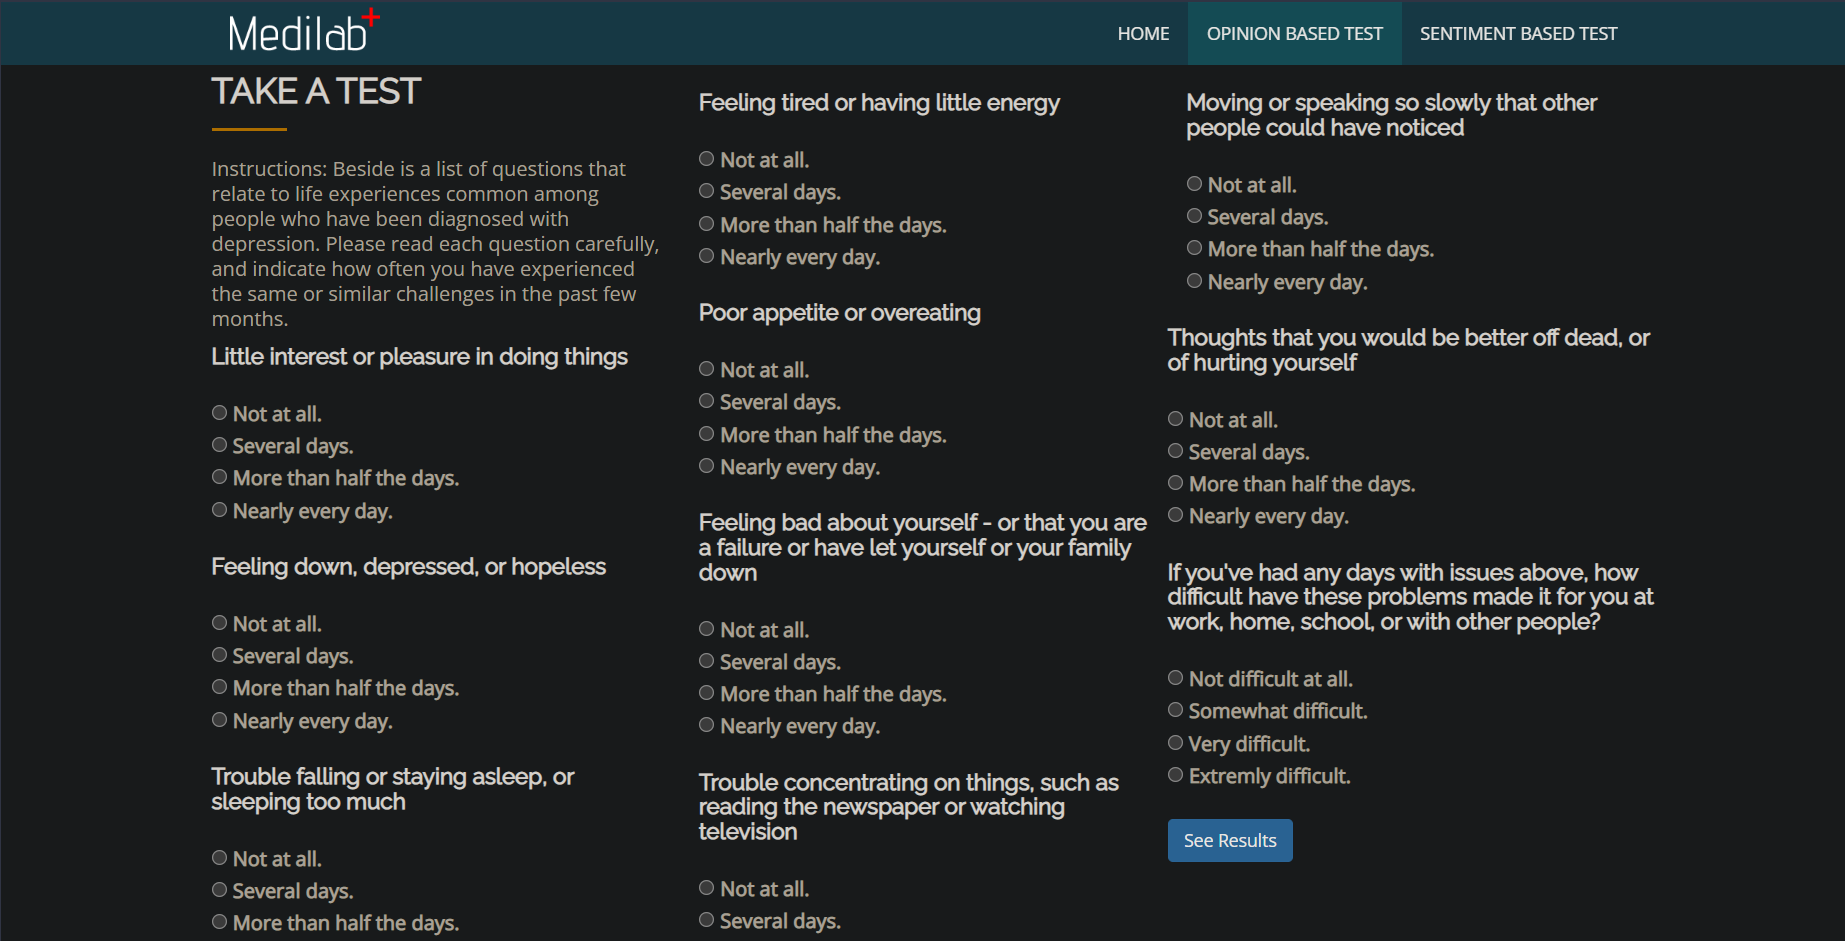 Medilab+
HOME
OPINION BASED TEST
SENTIMENT BASED TEST
TAKE A TEST
Instructions: Beside is a list of questions that
relate to life experiences common among
people who have been diagnosed with
depression. Please read each question carefully,
and indicate how often you have experienced
the same or similar challenges in the past few
months.
Little interest or pleasure in doing things
Not at all.
Several days.
More than half the days.
Nearly every day.
Feeling down, depressed, or hopeless
Not at all.
Several days.
More than half the days.
Nearly every day.
Trouble falling or staying asleep, or
sleeping too much
Not at all.
Several days.
More than half the days.
Feeling tired or having little energy
Not at all.
Several days.
More than half the days.
Nearly every day.
Poor appetite or overeating
Not at all.
Several days.
More than half the days.
Nearly every day.
Feeling bad about yourself - or that you are
a failure or have let yourself or your family
down
Not at all.
Several days.
More than half the days.
Nearly every day.
Trouble concentrating on things, such as
reading the newspaper or watching
television
Not at all.
Several days.
Moving or speaking so slowly that other
people could have noticed
Not at all.
Several days.
More than half the days.
Nearly every day.
Thoughts that you would be better off dead, or
of hurting yourself
Not at all.
Several days.
More than half the days.
Nearly every day.
If you've had any days with issues above, how
difficult have these problems made it for you at
work, home, school, or with other people?
Not difficult at all.
Somewhat difficult.
Very difficult.
Extremly difficult.
See Results